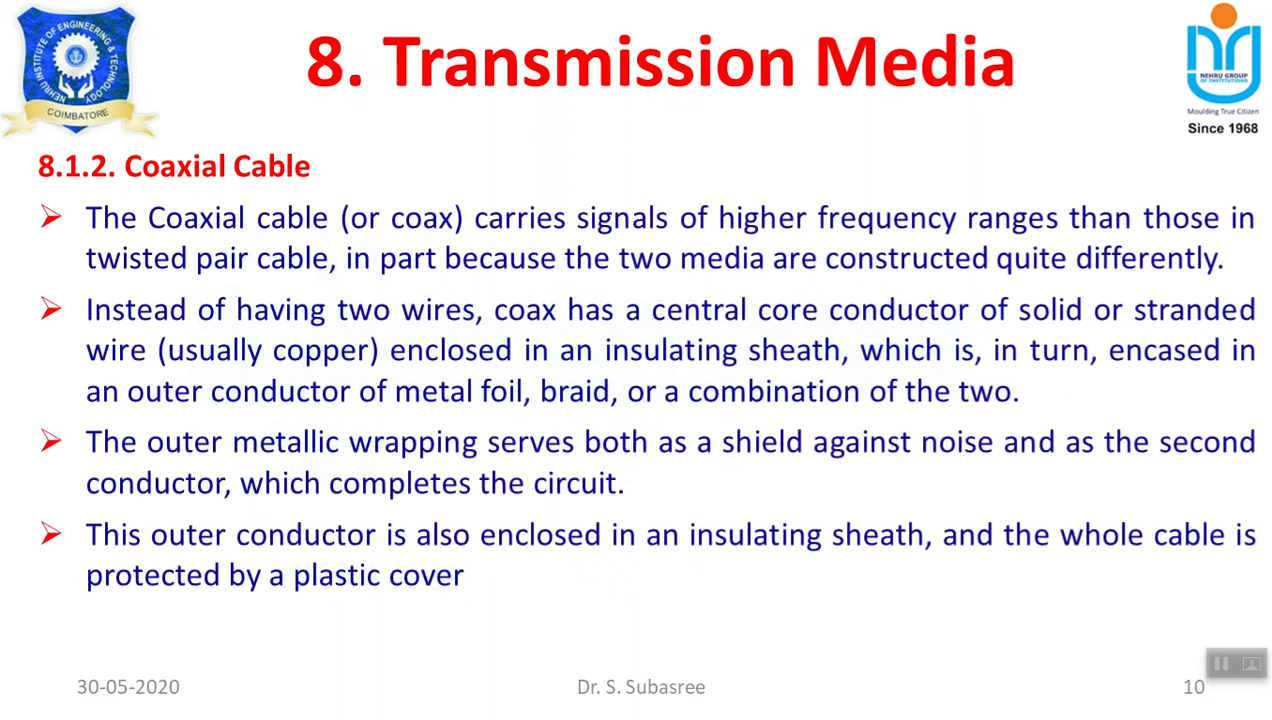 8. Transmission Media
NEHRU INSTITUTE OF ENGINEERING & TECHNOLOGY
COIMBATORE
NEHRU GROUP
OF INSTITUTIONS
Moulding True Citizen
Since 1968
8.1.2. Coaxial Cable
The Coaxial cable (or coax) carries signals of higher frequency ranges than those in
twisted pair cable, in part because the two media are constructed quite differently.
Instead of having two wires, coax has a central core conductor of solid or stranded
wire (usually copper) enclosed in an insulating sheath, which is, in turn, encased in
an outer conductor of metal foil, braid, or a combination of the two.
The outer metallic wrapping serves both as a shield against noise and as the second
conductor, which completes the circuit.
This outer conductor is also enclosed in an insulating sheath, and the whole cable is
protected by a plastic cover
30-05-2020
Dr. S. Subasree
10